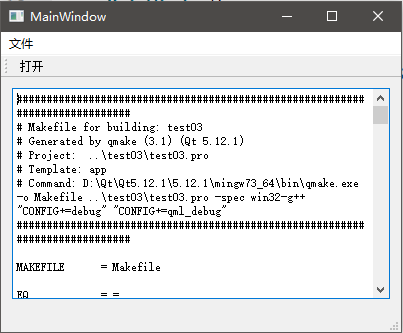 MainWindow
文件
打开
##########################################################
###################
# Makefile for building: test03
# Generated by qmake (3.1) (Qt 5.12.1)
# Project:  ..\test03\test03.pro
# Template: app
# Command: D:\Qt\Qt5.12.1\5.12.1\mingw73_64\bin\qmake.exe
-o Makefile ..\test03\test03.pro -spec win32-g++
"CONFIG+=debug" "CONFIG+=qml_debug"
##########################################################
###################
MAKEFILE      = Makefile
EQ            = =